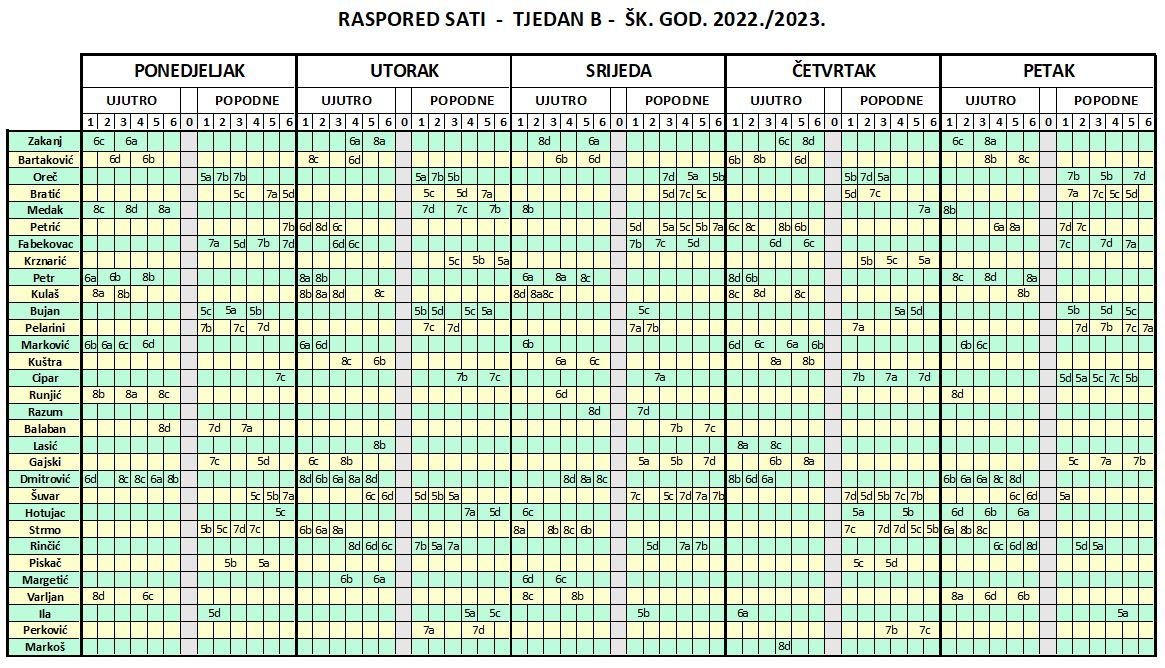 RASPORED SATI - TJEDAN B - ŠK. GOD. 2022./2023.
PONEDJELJAK UTORAK SRIJEDA ČETVRTAK PETAK
UJUTRO POPODNE UJUTRO POPODNE UJUTRO POPODNE UJUTRO POPODNE UJUTRO POPODNE
1 2 3 4 5 6 0 1 2 3 4 5 6 1 2 3 4 5 6 0 1 2 3 4 5 6 1 2 3 4 5 6 0 1 2 3 4 5 6 1 2 3 4 5 6 0 1 2 3 4 5 6 1 2 3 4 5 6 0 1 2 3 4 5 6
Zakanj 6c 6a 6a 8a 8d 6a 6c 8d 6c 8a
Bartaković 6d 6b 8c 6d 6b 6d 6b 8b 6d 8b 8c
Oreč 5a 7b 7b 5a 7b 5b 7d 5a 5b 5b 7d 5a 7b 5b 7d
Bratić 5c 7a 5d 5c 5d 7a 5d 7c 5c 5d 7c 7a 7c 5c 5d
Medak 8c 8d 8a 7d 7c 7b 8b 7a 8b
Petrić 7b 6d 8d 6c 5d 5a 5c 5b 7a 6c 8c 8b 6b 6a 8a 7d 7c
Fabekovac 7a 5d 7b 7d 6d 6c 7b 7c 5d 6d 6c 7c 7d 7a
Krznarić 5c 5b 5a 5b 5c 5a
Petr 6a 6b 8b 8a 8b 6a 8a 8c 8d 6b 8c 8d 8a
Kulaš 8a 8b 8b 8a 8d 8c 8d 8a 8c 8c 8d 8c 8b
Bujan 5c 5a 5b 5b 5d 5c 5a 5c 5a 5d 5b 5d 5c
Pelarini 7b 7c 7d 7c 7d 7a 7b 7a 7d 7b 7c 7a
Marković 6b 6a 6c 6d 6a 6d 6b 6d 6c 6a 6b 6b 6c
Kuštra 8c 6b 6a 6c 8a 8b
Cipar 7c 7b 7c 7a 7b 7a 7d 5d 5a 5c 7c 5b
Runjić 8b 8a 8c 6d 8d
Razum 8d 7d
Balaban 8d 7d 7a 7b 7c
Lasić 8b 8a 8c
Gajski 7c 5d 6c 8b 5a 5b 7d 6b 8a 5c 7a 7b
Dmitrović 6d 8c 8c 6a 8b 8d 6b 6a 8a 8d 8d 8a 8c 8b 6d 6a 6b 6a 6a 8c 8d
Šuvar 5c 5b 7a 6c 6d 5d 5b 5a 7c 5c 7d 7a 7b 7d 5d 5b 7c 7b 6c 6d 5a
Hotujac 5c 7a 5d 6c 5a 5b 6d 6b 6a
Strmo 5b 5c 7d 7c 6b 6a 8a 8a 8b 8c 6b 7c 7d 7d 5c 5b 6a 8b 8c
Rinčić 8d 6d 6c 7b 5a 7a 5d 7a 7b 6c 6d 8d 5d 5a
Piskač 5b 5a 5c 5d
Margetić 6b 6a 6d 6c
Varljan 8d 6c 8c 8b 8a 6d 6b
Ila 5d 5a 5c 5b 6a 5a
Perković 7a 7d 7b 7c
Markoš 8d